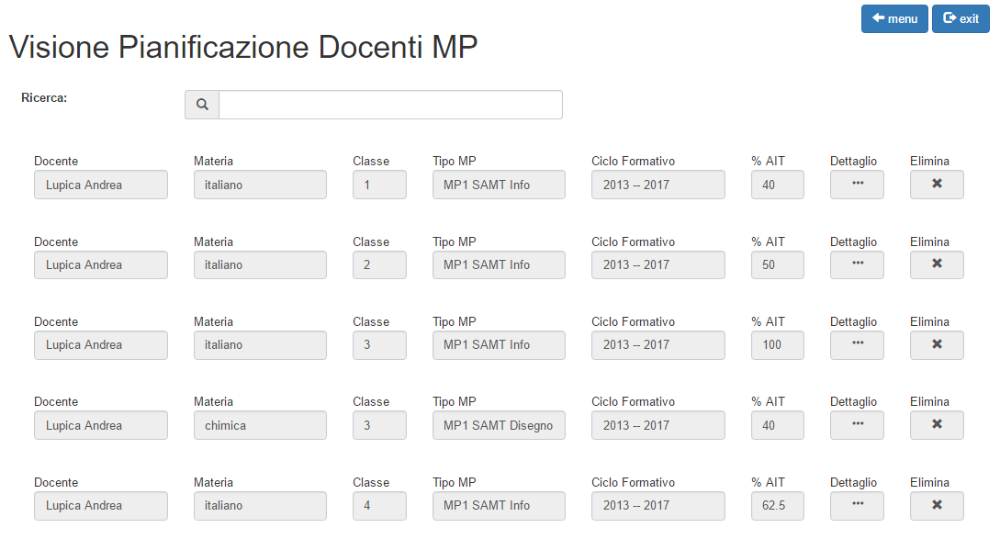 menu exit
Visione Pianificazione Docenti MP
Ricerca:
Docente Materia Classe Tipo MP Ciclo Formativo % AIT Dettaglio Elimina
Lupica Andrea italiano 1 MP1 SAMT Info 2013 -- 2017 40
Docente Materia Classe Tipo MP Ciclo Formativo % AIT Dettaglio Elimina
Lupica Andrea italiano 2 MP1 SAMT Info 2013 -- 2017 50
Docente Materia Classe Tipo MP Ciclo Formativo % AIT Dettaglio Elimina
Lupica Andrea italiano 3 MP1 SAMT Info 2013 -- 2017 100
Docente Materia Classe Tipo MP Ciclo Formativo % AIT Dettaglio Elimina
Lupica Andrea chimica 3 MP1 SAMT Disegno 2013 -- 2017 40
Docente Materia Classe Tipo MP Ciclo Formativo % AIT Dettaglio Elimina
Lupica Andrea italiano 4 MP1 SAMT Info 2013 -- 2017 62.5